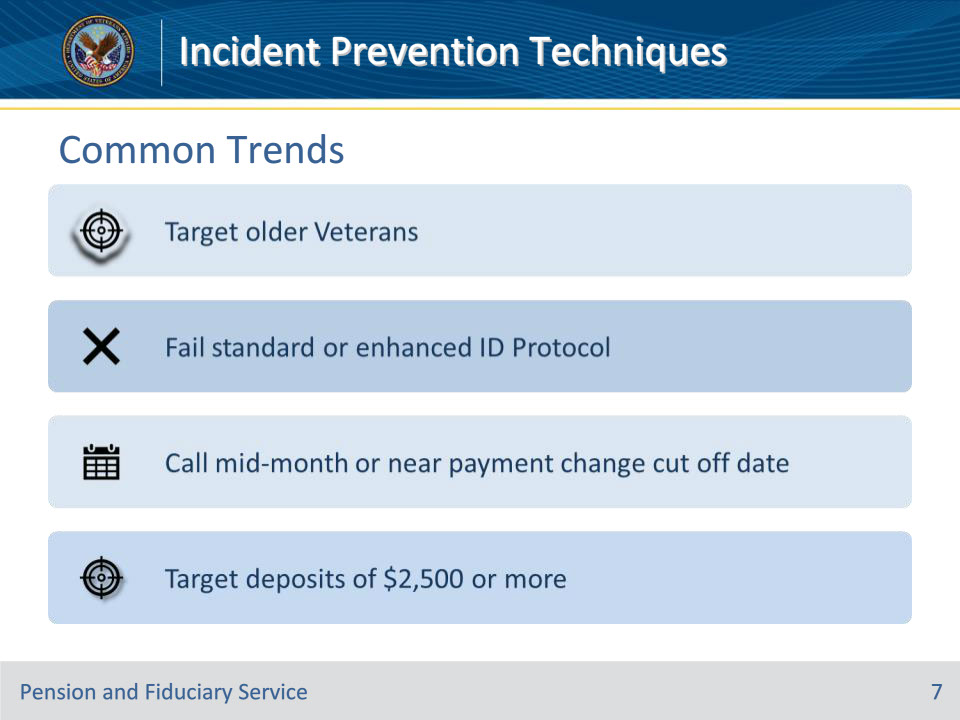 Incident Prevention Techniques
Common Trends
Target older Veterans
Fail standard or enhanced ID Protocol
Call mid-month or near payment change cut off date
Target deposits of $2,500 or more
Pension and Fiduciary Service
7